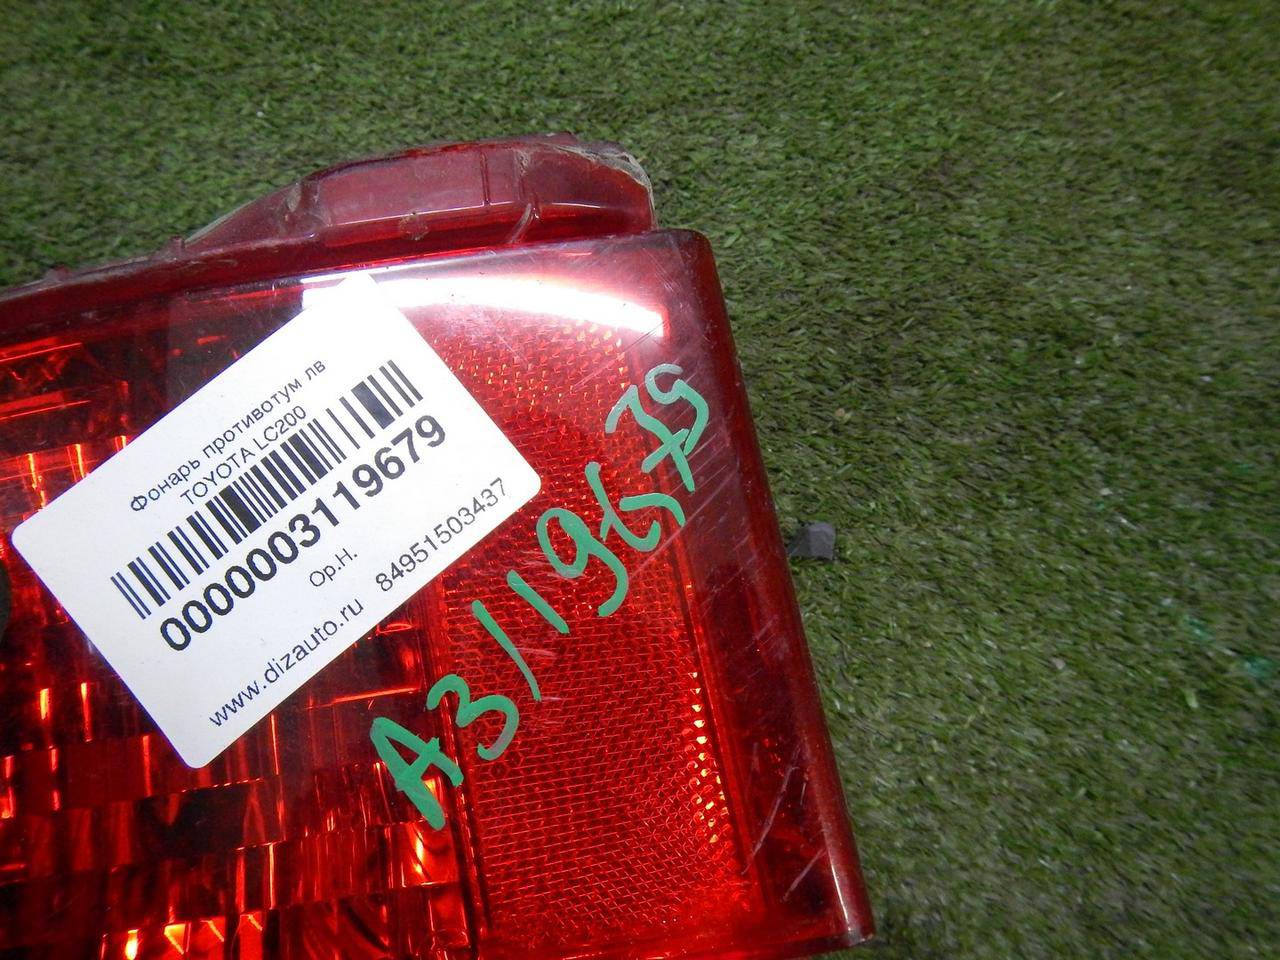 Фонарь противотум лв
TOYOTA LC200
0000003119679
Ор.Н.
www.dizauto.ru 84951503437
A3119679